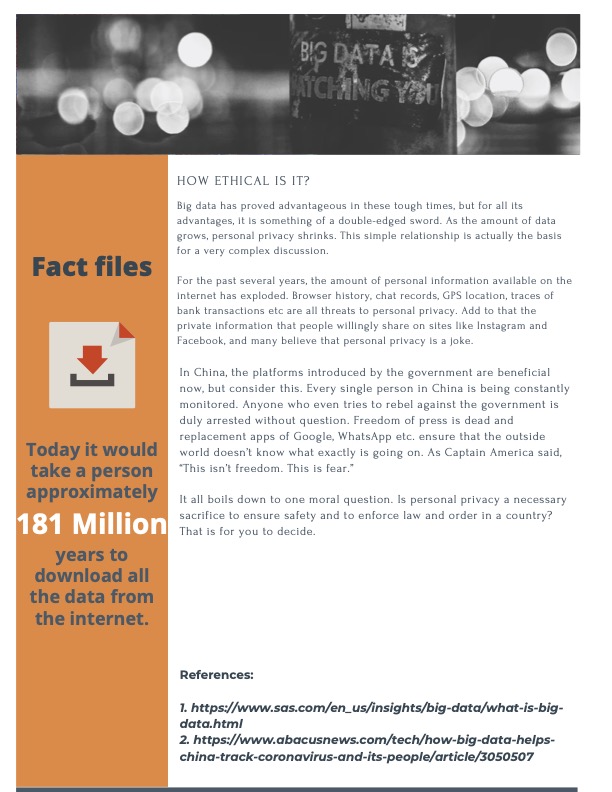 BIG DATA IS
WATCHING YOU
Fact files
Today it would
take a person
approximately
181 Million
years to
download all
the data from
the internet.
HOW ETHICAL IS IT?
Big data has proved advantageous in these tough times, but for all its
advantages, it is something of a double-edged sword. As the amount of data
grows, personal privacy shrinks. This simple relationship is actually the basis
for a very complex discussion.
For the past several years, the amount of personal information available on the
internet has exploded. Browser history, chat records, GPS location, traces of
bank transactions etc are all threats to personal privacy. Add to that the
private information that people willingly share on sites like Instagram and
Facebook, and many believe that personal privacy is a joke.
In China, the platforms introduced by the government are beneficial
now, but consider this. Every single person in China is being constantly
monitored. Anyone who even tries to rebel against the government is
duly arrested without question. Freedom of press is dead and
replacement apps of Google, WhatsApp etc. ensure that the outside
world doesn’t know what exactly is going on. As Captain America said,
“This isn’t freedom. This is fear.”
It all boils down to one moral question. Is personal privacy a necessary
sacrifice to ensure safety and to enforce law and order in a country?
That is for you to decide.
References:
1. https://www.sas.com/en_us/insights/big-data/what-is-big-
data.html
2. https://www.abacusnews.com/tech/how-big-data-helps-
china-track-coronavirus-and-its-people/article/3050507